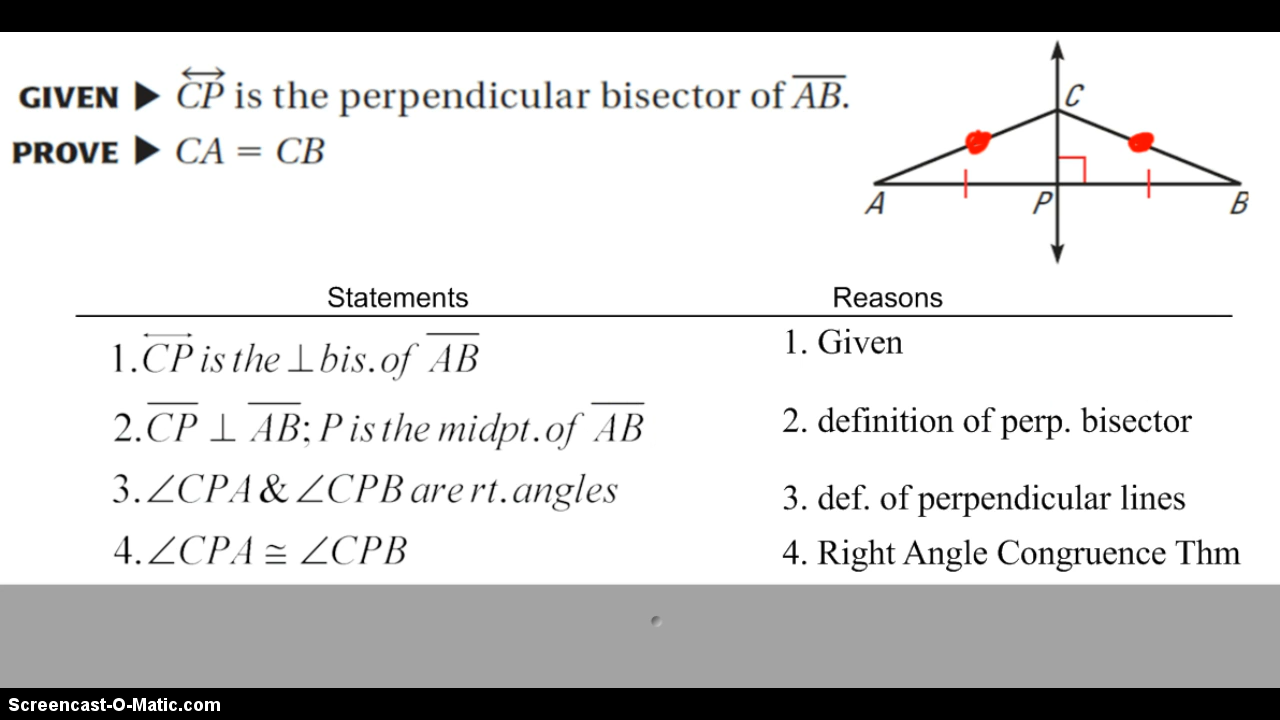 GIVEN ▶ CP is the perpendicular bisector of AB.
PROVE ▶ CA = CB
C
A
P
B
Statements
Reasons
1. CP is the ⊥ bis. of AB
1. Given
2. CP ⊥ AB; P is the midpt. of AB
2. definition of perp. bisector
3. ∠CPA & ∠CPB are rt. angles
3. def. of perpendicular lines
4. ∠CPA ≅ ∠CPB
4. Right Angle Congruence Thm
Screencast-O-Matic.com